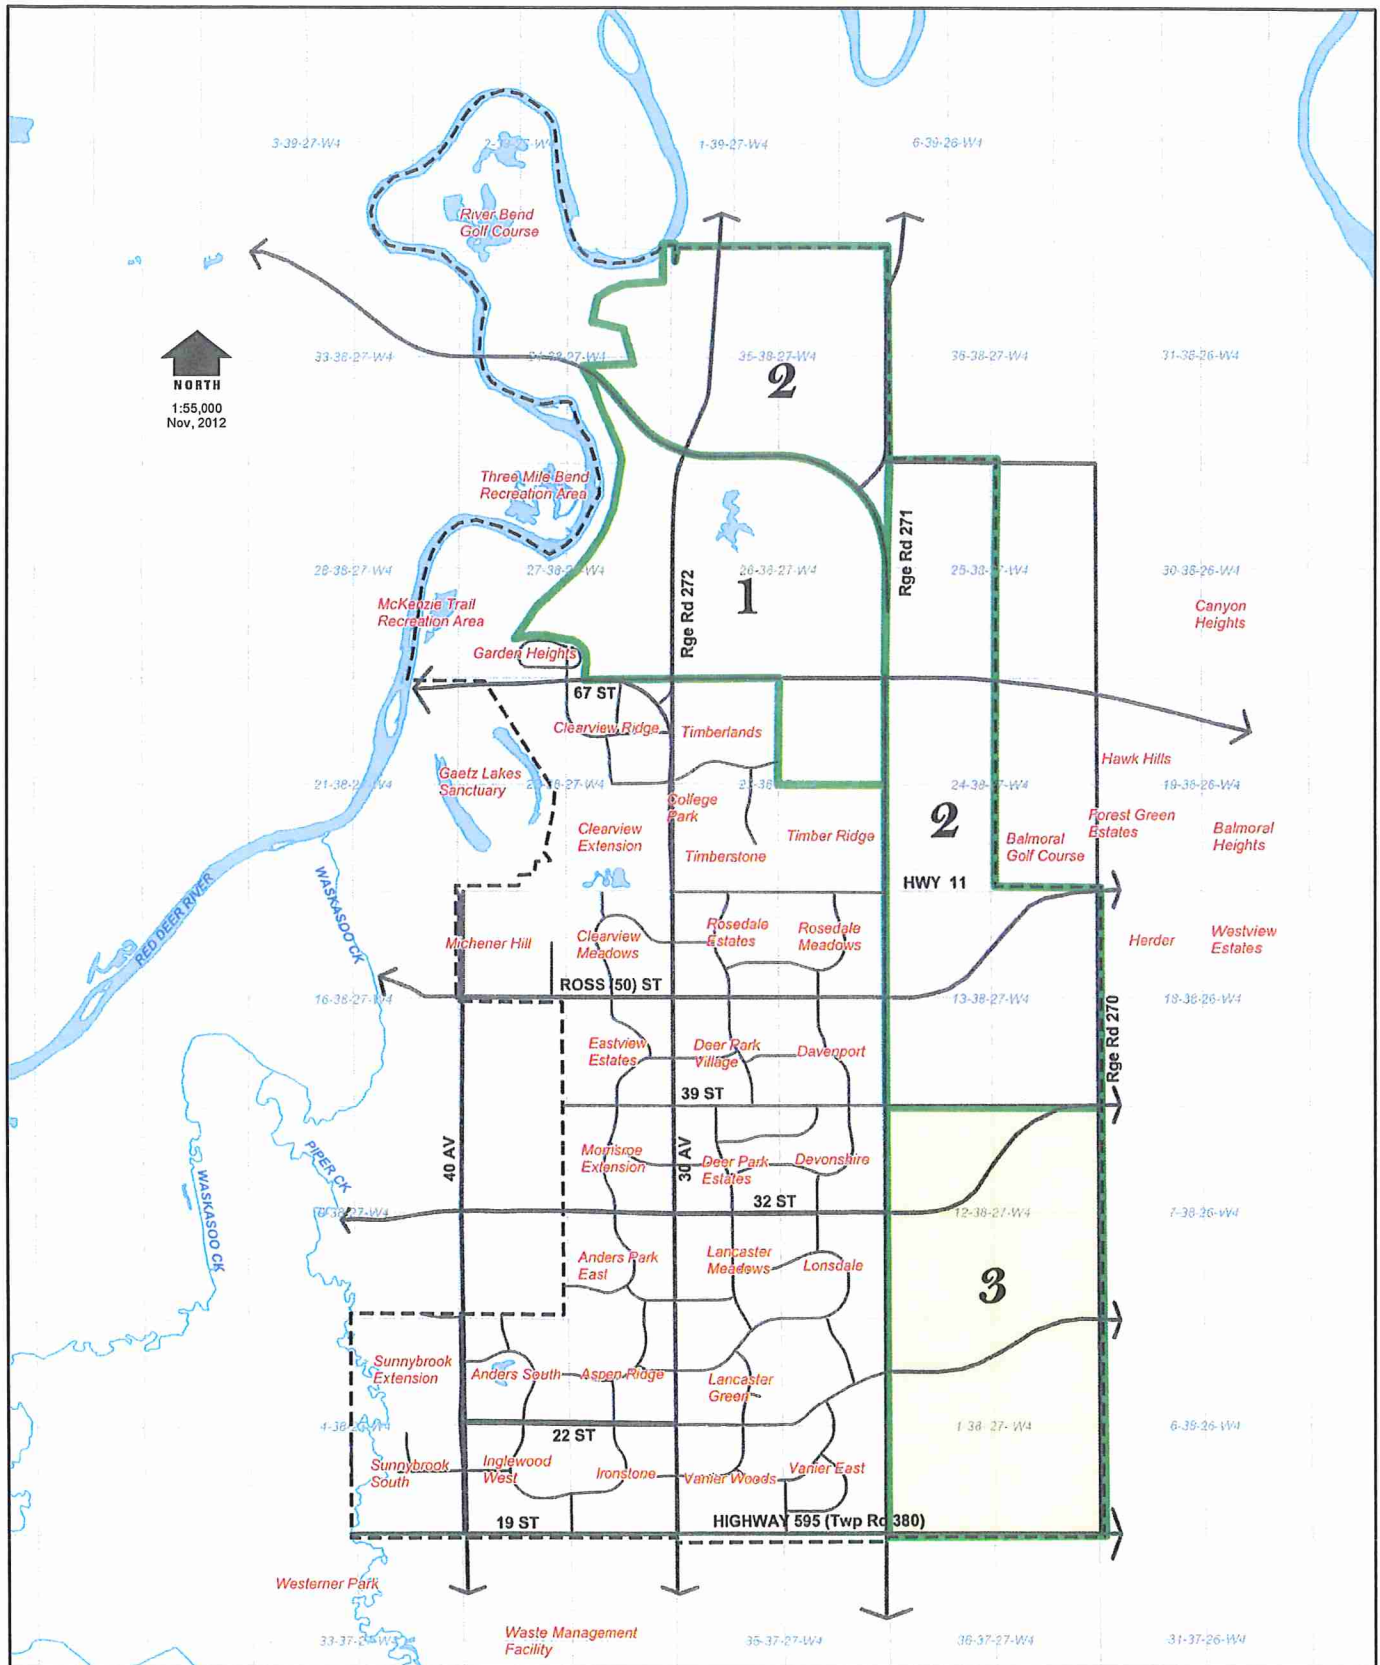 3-39-27-W4
1-39-27-W4
6-39-26-W4
River Bend
Golf Course
NORTH
1:55,000
Nov, 2012
33-38-27-W4
35-38-27-W4
36-38-27-W4
31-38-26-W4
2
Three Mile Bend
Recreation Area
Rge Rd 271
28-38-27-W4
26-38-27-W4
30-38-26-W4
1
Rge Rd 272
McKenzie Trail
Recreation Area
Canyon
Heights
Garden Heights
67 ST
Clearview Ridge
Timberlands
Gaetz Lakes
Sanctuary
Hawk Hills
19-38-26-W4
College
Park
2
Clearview
Extension
Timber Ridge
Timberstone
Balmoral
Golf Course
Forest Green
Estates
Balmoral
Heights
HWY 11
RED DEER RIVER
WASKASOO CK
Michener Hill
Clearview
Meadows
Rosedale
Estates
Rosedale
Meadows
Herder
Westview
Estates
ROSS (50) ST
16-38-27-W4
13-38-27-W4
18-38-26-W4
Rge Rd 270
Eastview
Estates
Deer Park
Village
Davenport
39 ST
40 AV
30 AV
PIPER CK
WASKASOO CK
Morrisroe
Extension
Deer Park
Estates
Devonshire
32 ST
12-38-27-W4
7-38-26-W4
Anders Park
East
Lancaster
Meadows
Lonsdale
3
Sunnybrook
Extension
Anders South
Aspen Ridge
Lancaster
Green
1-38-27-W4
6-38-26-W4
22 ST
Sunnybrook
South
Inglewood
West
Ironstone
Vanier Woods
Vanier East
19 ST
HIGHWAY 595 (Twp Rd 380)
Westerner Park
Waste Management
Facility
35-37-27-W4
36-37-27-W4
31-37-26-W4